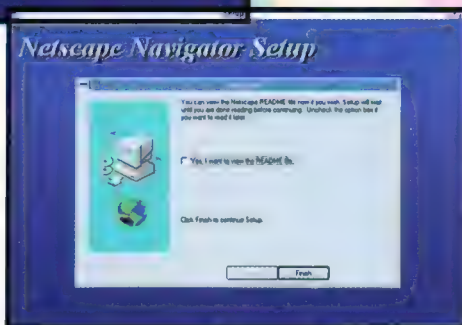 Netscape Navigator Setup
You can view the Netscape README file now if you wish. Setup will wait
until you are done reading before continuing. Uncheck the option box if
you want to read it later.
Yes, I want to view the README file.
Click Finish to continue Setup.
Finish